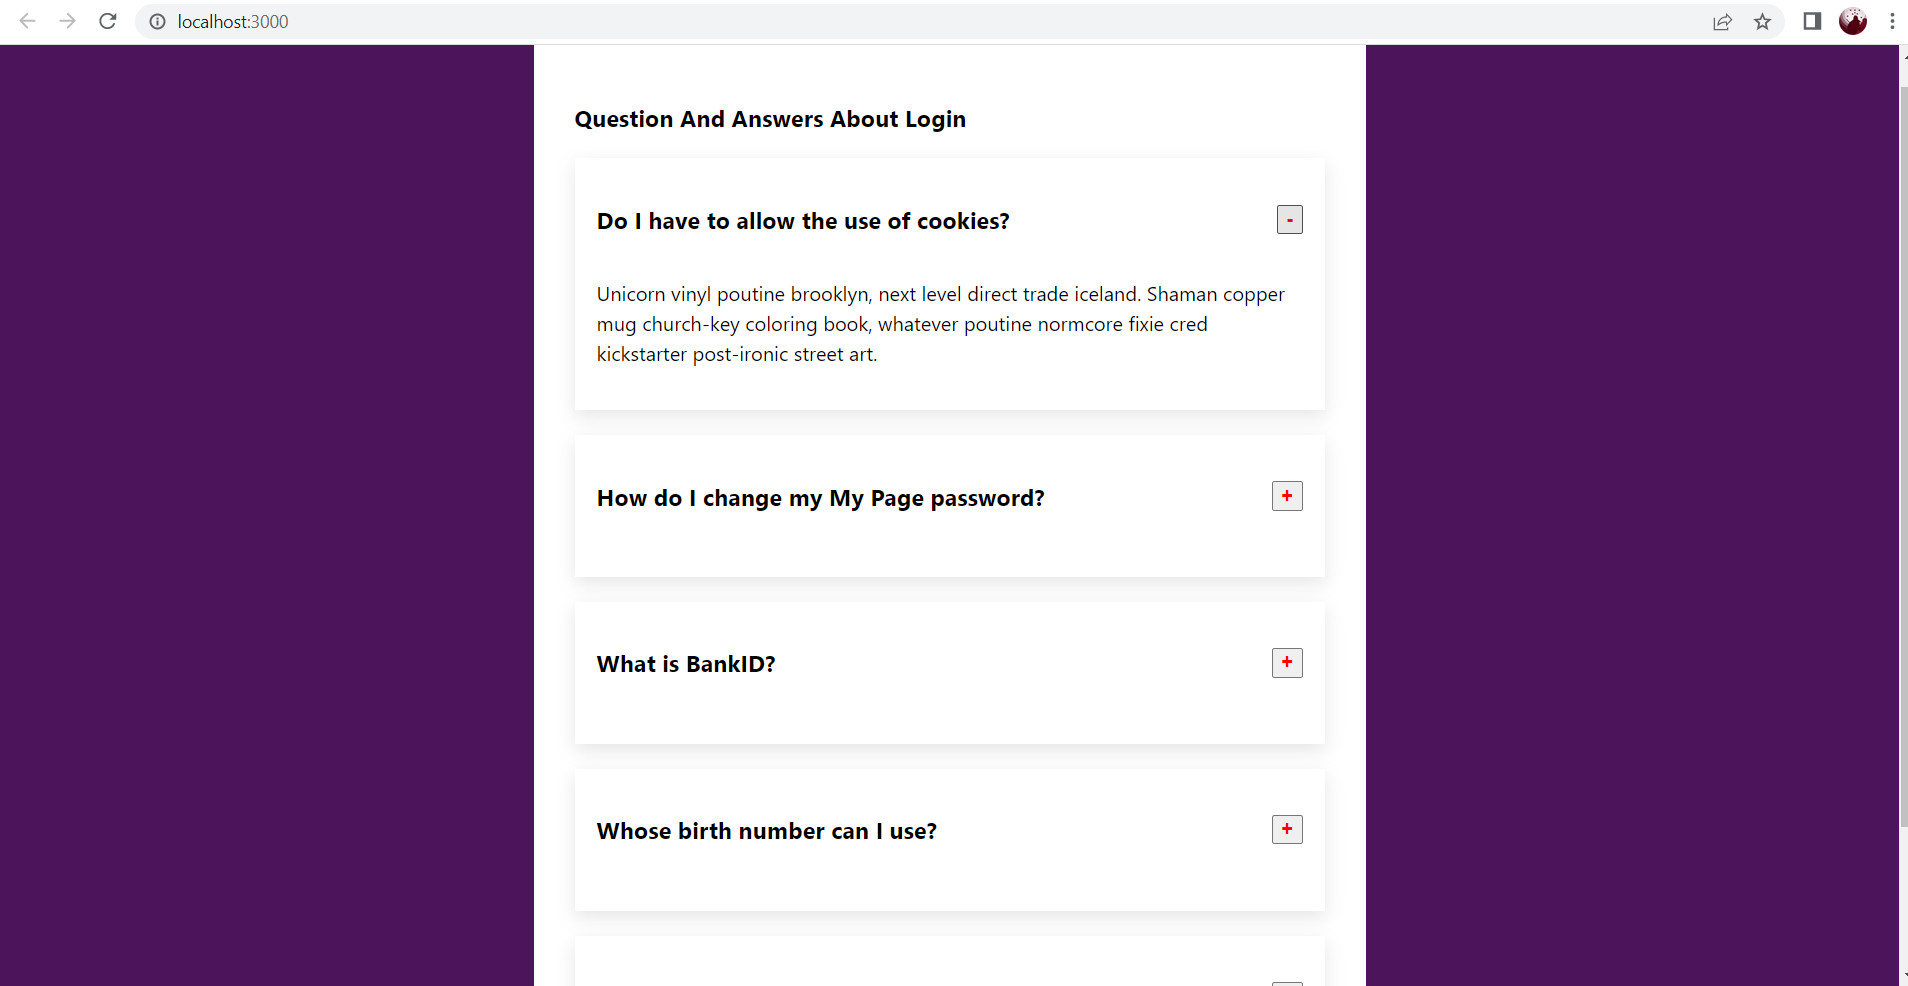 localhost:3000
Question And Answers About Login
Do I have to allow the use of cookies?
-
Unicorn vinyl poutine brooklyn, next level direct trade iceland. Shaman copper
mug church-key coloring book, whatever poutine normcore fixie cred
kickstarter post-ironic street art.
How do I change my My Page password?
+
What is BankID?
+
Whose birth number can I use?
+